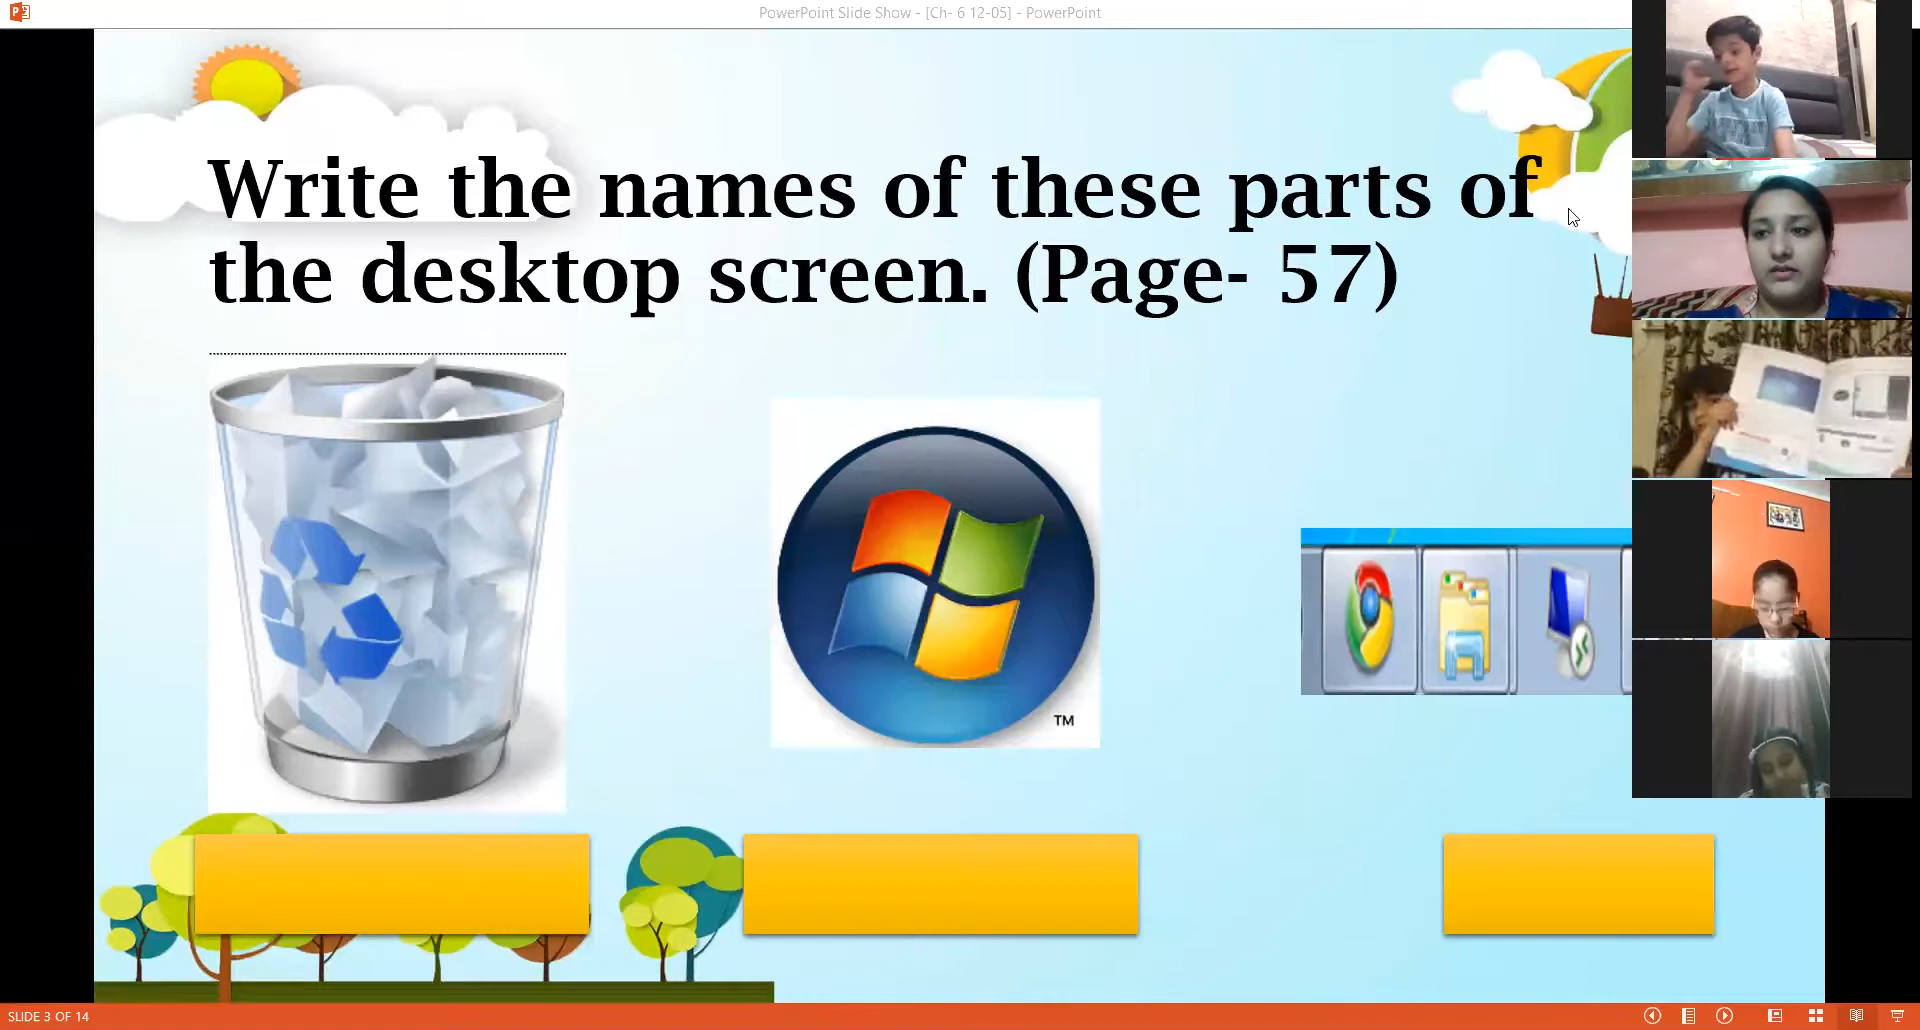 PowerPoint Slide Show - [Ch- 6 12-05] - PowerPoint
Write the names of these parts of
the desktop screen. (Page- 57)
TM
SLIDE 3 OF 14